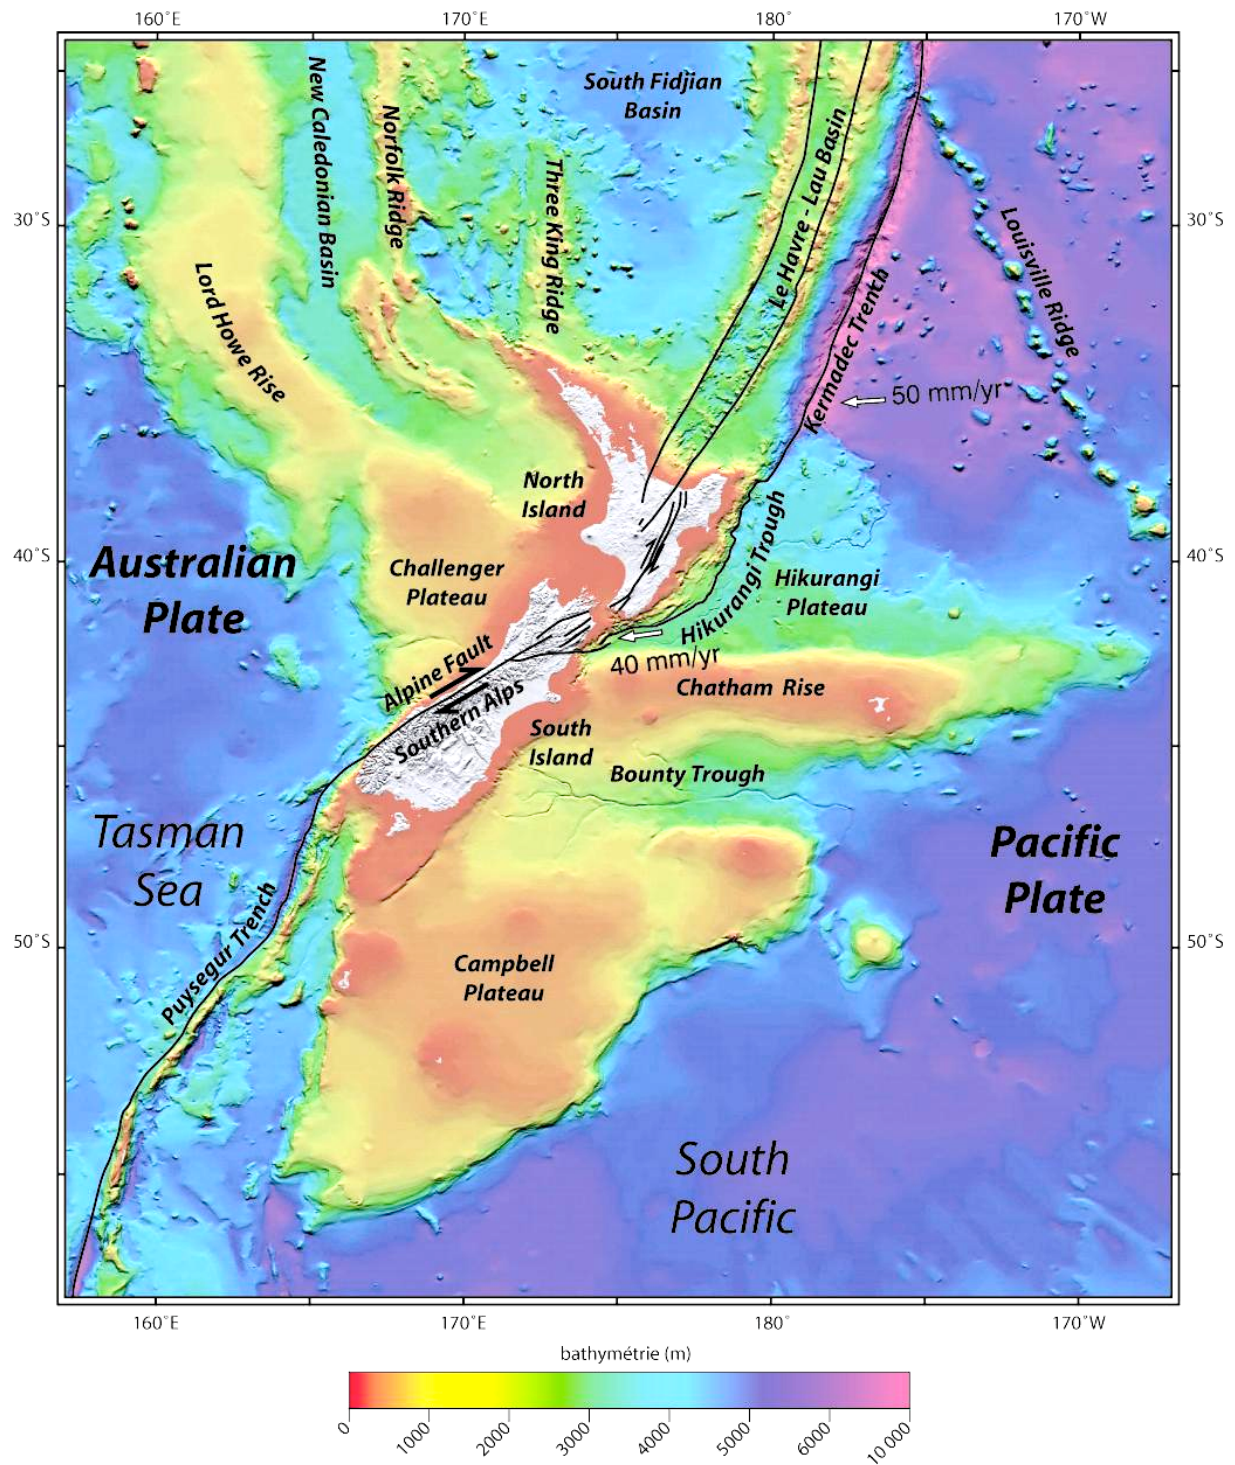 160°E
170°E
180°
170°W
South Fidjian
Basin
New Caledonian Basin
Norfolk Ridge
Three King Ridge
Le Havre - Lau Basin
Louisville Ridge
Lord Howe Rise
Kermadec Trench
30°S
30°S
50 mm/yr
North
Island
Hikurangi Trough
40°S
40°S
Australian
Plate
Challenger
Plateau
Hikurangi
Plateau
40 mm/yr
Alpine Fault
Southern Alps
Chatham Rise
South
Island
Bounty Trough
Tasman
Sea
Pacific
Plate
Puysegur Trench
50°S
50°S
Campbell
Plateau
South
Pacific
160°E
170°E
180°
170°W
bathymétrie (m)
0
1000
2000
3000
4000
5000
6000
10 000